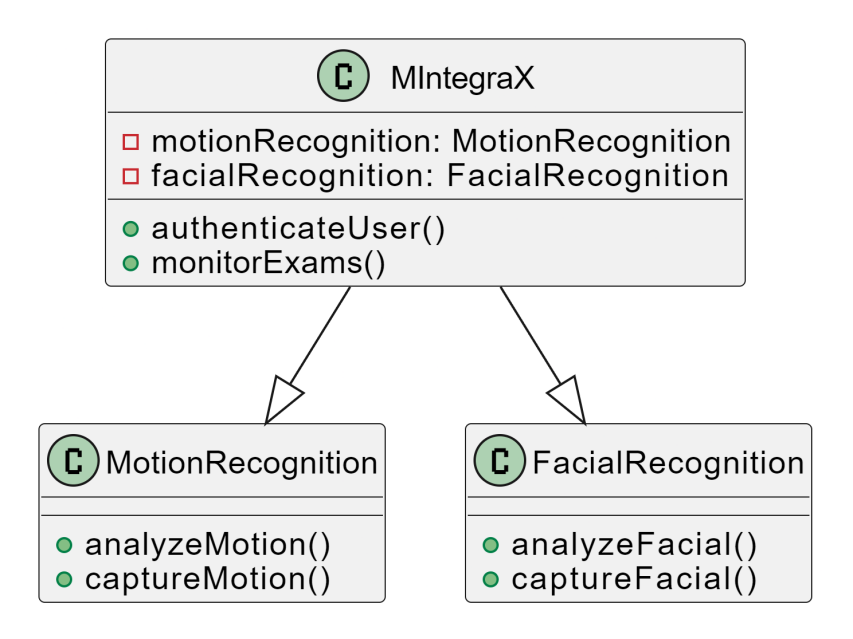 C MIntegraX
motionRecognition: MotionRecognition
facialRecognition: FacialRecognition
authenticateUser()
monitorExams()
C MotionRecognition
C FacialRecognition
analyzeMotion()
captureMotion()
analyzeFacial()
captureFacial()